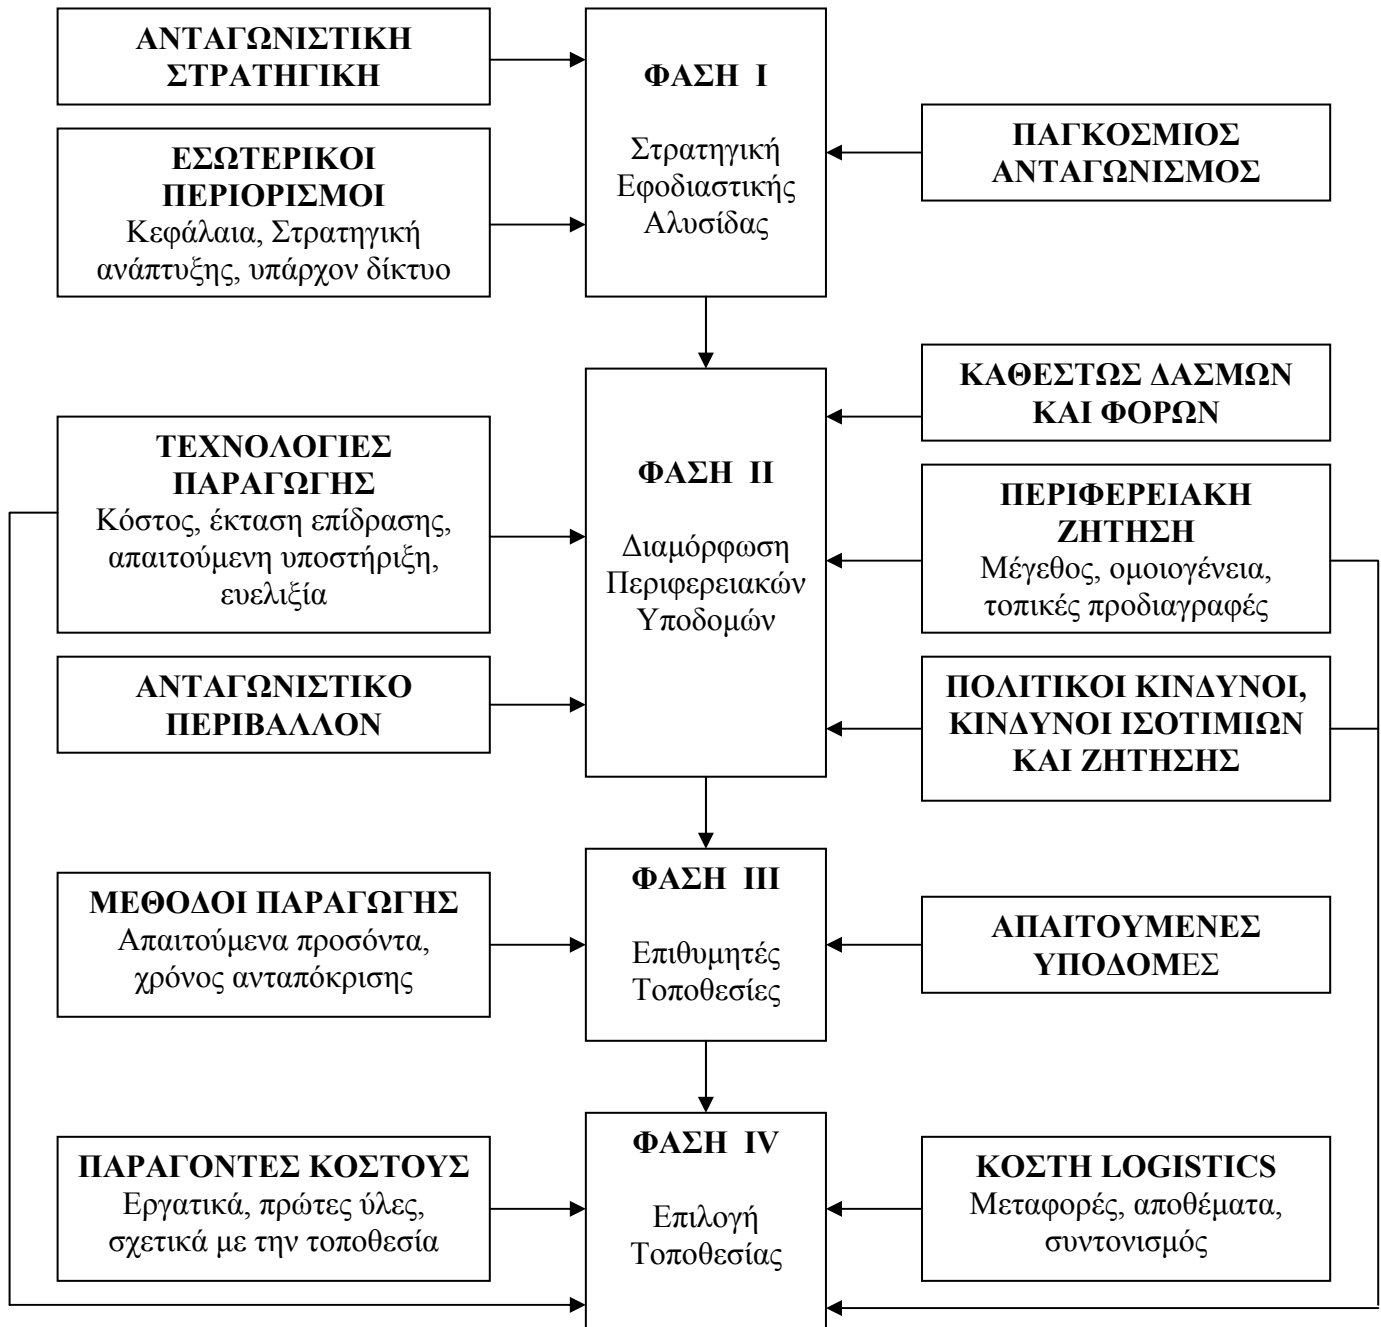 ΑΝΤΑΓΩΝΙΣΤΙΚΗ
ΣΤΡΑΤΗΓΙΚΗ
ΦΑΣΗ Ι
Στρατηγική
Εφοδιαστικής
Αλυσίδας
ΕΣΩΤΕΡΙΚΟΙ
ΠΕΡΙΟΡΙΣΜΟΙ
Κεφάλαια, Στρατηγική
ανάπτυξης, υπάρχον δίκτυο
ΠΑΓΚΟΣΜΙΟΣ
ΑΝΤΑΓΩΝΙΣΜΟΣ
ΚΑΘΕΣΤΩΣ ΔΑΣΜΩΝ
ΚΑΙ ΦΟΡΩΝ
ΤΕΧΝΟΛΟΓΙΕΣ
ΠΑΡΑΓΩΓΗΣ
Κόστος, έκταση επίδρασης,
απαιτούμενη υποστήριξη,
ευελιξία
ΦΑΣΗ ΙΙ
Διαμόρφωση
Περιφερειακών
Υποδομών
ΠΕΡΙΦΕΡΕΙΑΚΗ
ΖΗΤΗΣΗ
Μέγεθος, ομοιογένεια,
τοπικές προδιαγραφές
ΑΝΤΑΓΩΝΙΣΤΙΚΟ
ΠΕΡΙΒΑΛΛΟΝ
ΠΟΛΙΤΙΚΟΙ ΚΙΝΔΥΝΟΙ,
ΚΙΝΔΥΝΟΙ ΙΣΟΤΙΜΙΩΝ
ΚΑΙ ΖΗΤΗΣΗΣ
ΜΕΘΟΔΟΙ ΠΑΡΑΓΩΓΗΣ
Απαιτούμενα προσόντα,
χρόνος ανταπόκρισης
ΦΑΣΗ ΙΙΙ
Επιθυμητές
Τοποθεσίες
ΑΠΑΙΤΟΥΜΕΝΕΣ
ΥΠΟΔΟΜΕΣ
ΠΑΡΑΓΟΝΤΕΣ ΚΟΣΤΟΥΣ
Εργατικά, πρώτες ύλες,
σχετικά με την τοποθεσία
ΦΑΣΗ IV
Επιλογή
Τοποθεσίας
ΚΟΣΤΗ LOGISTICS
Μεταφορές, αποθέματα,
συντονισμός